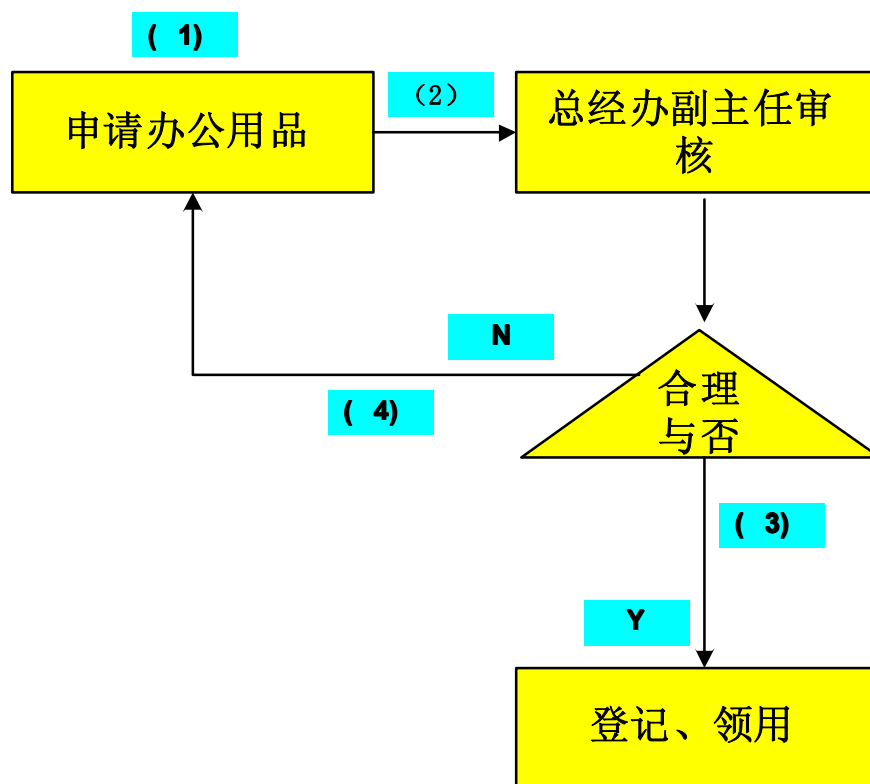 ( 1)
申请办公用品
（2）
总经办副主任审
核
N
合理
与否
( 4)
( 3)
Y
登记、领用